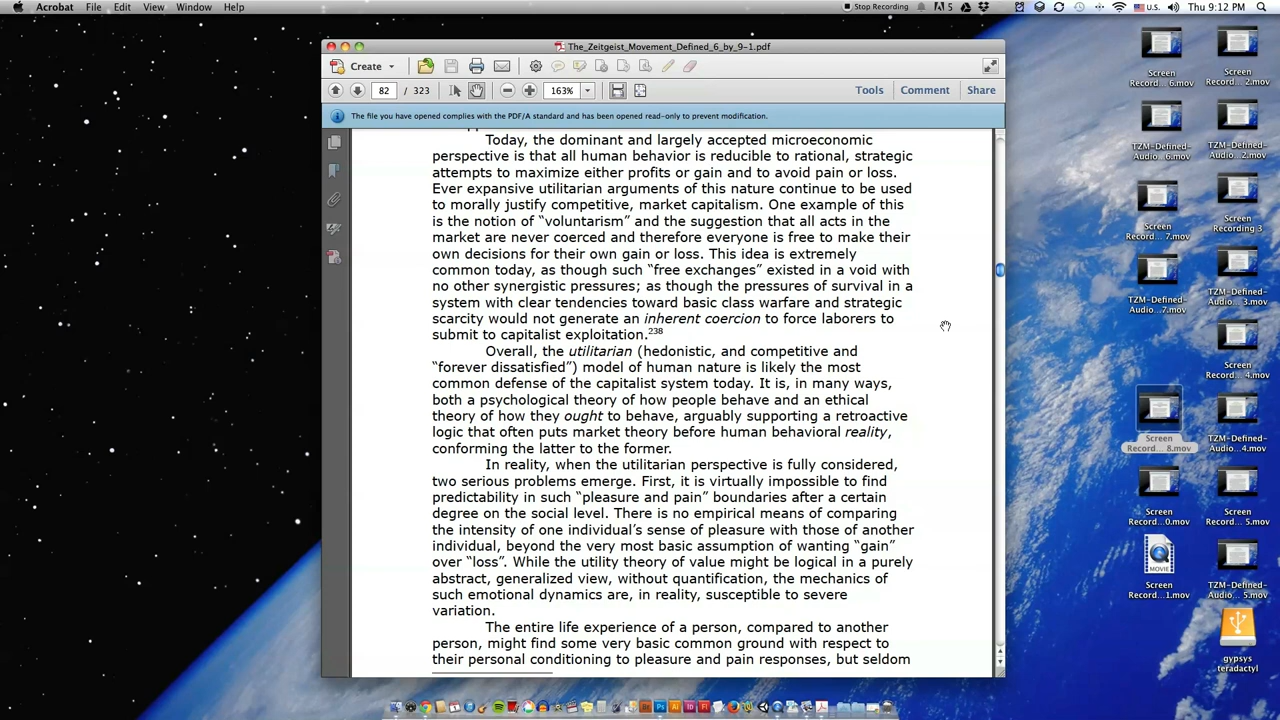 Acrobat File Edit View Window Help
Stop Recording 5 U.S. Thu 9:12 PM
The_Zeitgeist_Movement_Defined_6_by_9-1.pdf
Create
82 / 323 163% Tools Comment Share
The file you have opened complies with the PDF/A standard and has been opened read-only to prevent modification.
Today, the dominant and largely accepted microeconomic
perspective is that all human behavior is reducible to rational, strategic
attempts to maximize either profits or gain and to avoid pain or loss.
Ever expansive utilitarian arguments of this nature continue to be used
to morally justify competitive, market capitalism. One example of this
is the notion of “voluntarism” and the suggestion that all acts in the
market are never coerced and therefore everyone is free to make their
own decisions for their own gain or loss. This idea is extremely
common today, as though such “free exchanges” existed in a void with
no other synergistic pressures; as though the pressures of survival in a
system with clear tendencies toward basic class warfare and strategic
scarcity would not generate an inherent coercion to force laborers to
submit to capitalist exploitation.238
Overall, the utilitarian (hedonistic, and competitive and
“forever dissatisfied”) model of human nature is likely the most
common defense of the capitalist system today. It is, in many ways,
both a psychological theory of how people behave and an ethical
theory of how they ought to behave, arguably supporting a retroactive
logic that often puts market theory before human behavioral reality,
conforming the latter to the former.
In reality, when the utilitarian perspective is fully considered,
two serious problems emerge. First, it is virtually impossible to find
predictability in such “pleasure and pain” boundaries after a certain
degree on the social level. There is no empirical means of comparing
the intensity of one individual’s sense of pleasure with those of another
individual, beyond the very most basic assumption of wanting “gain”
over “loss”. While the utility theory of value might be logical in a purely
abstract, generalized view, without quantification, the mechanics of
such emotional dynamics are, in reality, susceptible to severe
variation.
The entire life experience of a person, compared to another
person, might find some very basic common ground with respect to
their personal conditioning to pleasure and pain responses, but seldom
Screen
Record... 6.mov
Screen
Record... 2.mov
TZM-Defined-
Audio...6.mov
TZM-Defined-
Audio...2.mov
Screen
Record... 7.mov
Screen
Recording 3
TZM-Defined-
Audio...7.mov
TZM-Defined-
Audio...3.mov
Screen
Record... 4.mov
Screen
Record... 8.mov
TZM-Defined-
Audio...4.mov
Screen
Record...0.mov
Screen
Record... 5.mov
MOVIE
Screen
Record...1.mov
TZM-Defined-
Audio...5.mov
gypsys
teradactyl